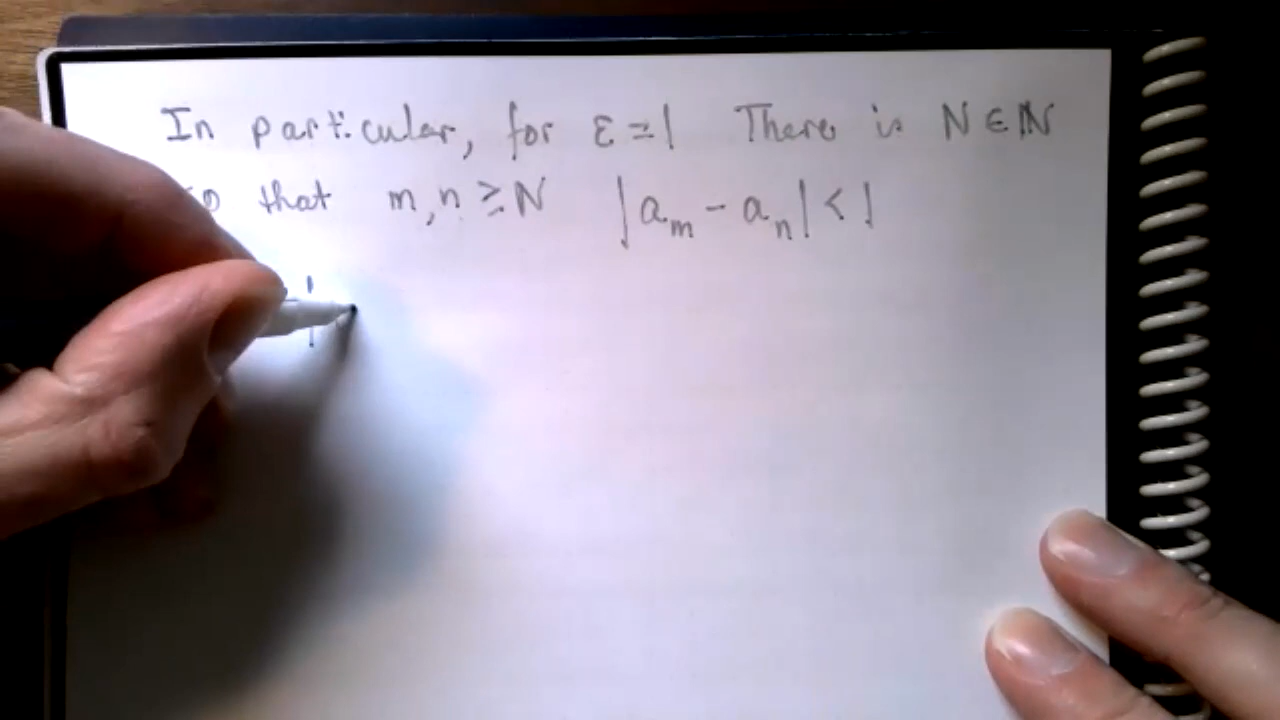 In particular, for ε = 1 There is N ∈ ℕ
that m, n ≥ N |a_m - a_n| < 1